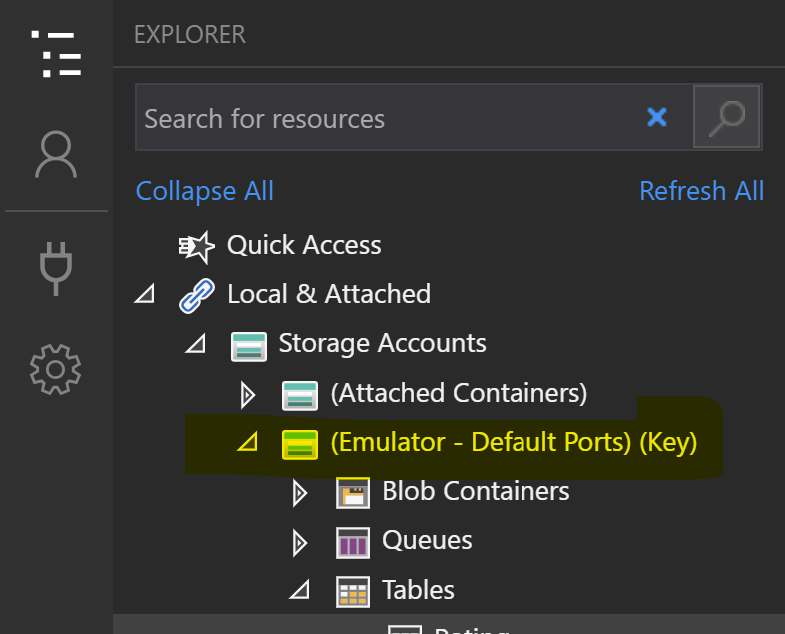 EXPLORER
Search for resources
Collapse All
Refresh All
Quick Access
Local & Attached
Storage Accounts
(Attached Containers)
(Emulator - Default Ports) (Key)
Blob Containers
Queues
Tables